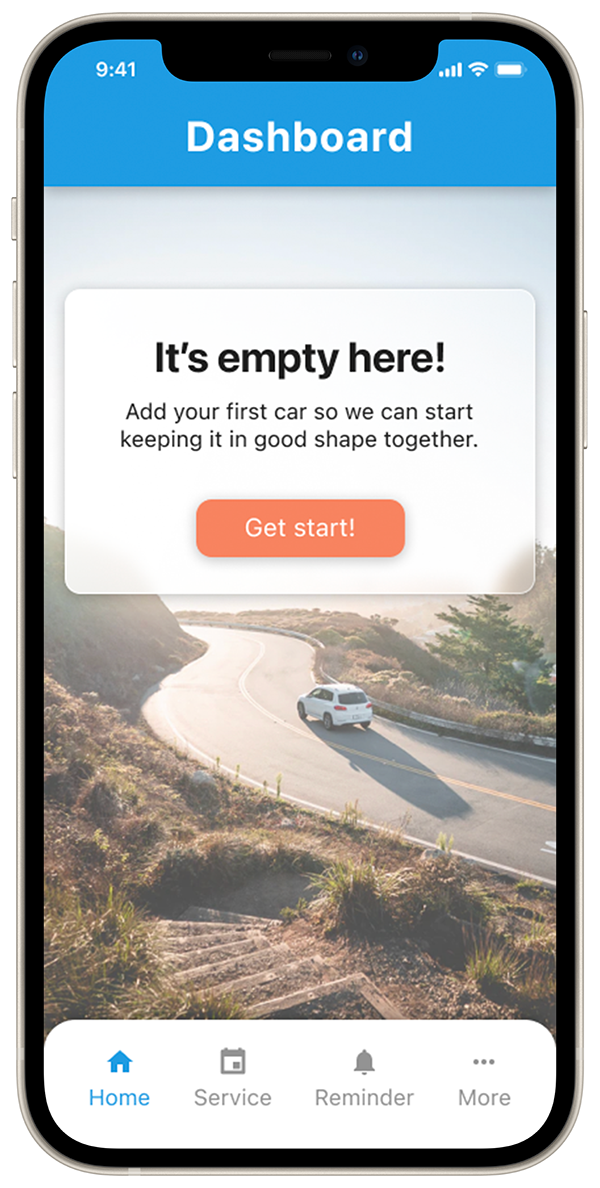 9:41
Dashboard
It's empty here!
Add your first car so we can start
keeping it in good shape together.
Get start!
Home Service Reminder More